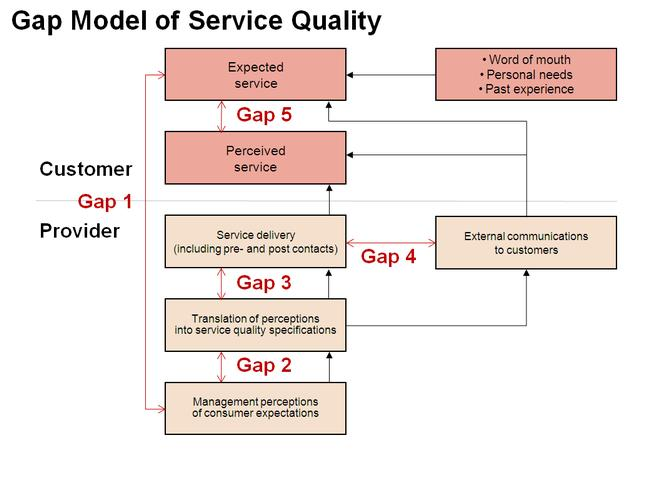 Gap Model of Service Quality
Expected
service
• Word of mouth
• Personal needs
• Past experience
Gap 5
Perceived
service
Customer
Gap 1
Provider
Service delivery
(including pre- and post contacts)
External communications
to customers
Gap 4
Gap 3
Translation of perceptions
into service quality specifications
Gap 2
Management perceptions
of consumer expectations